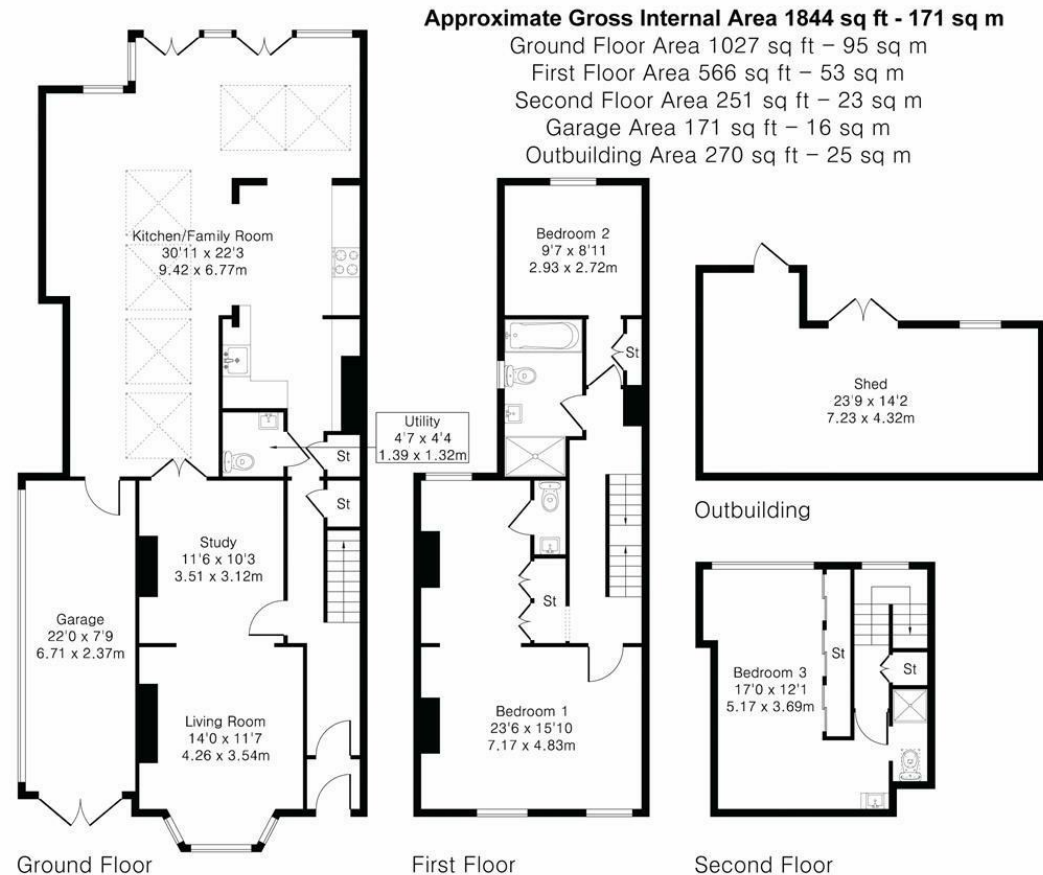 Approximate Gross Internal Area 1844 sq ft - 171 sq m
Ground Floor Area 1027 sq ft – 95 sq m
First Floor Area 566 sq ft – 53 sq m
Second Floor Area 251 sq ft – 23 sq m
Garage Area 171 sq ft – 16 sq m
Outbuilding Area 270 sq ft – 25 sq m
Kitchen/Family Room
30'11 x 22'3
9.42 x 6.77m
Utility
4'7 x 4'4
1.39 x 1.32m
St
St
Study
11'6 x 10'3
3.51 x 3.12m
Garage
22'0 x 7'9
6.71 x 2.37m
Living Room
14'0 x 11'7
4.26 x 3.54m
Ground Floor
Bedroom 2
9'7 x 8'11
2.93 x 2.72m
St
St
Bedroom 1
23'6 x 15'10
7.17 x 4.83m
First Floor
Shed
23'9 x 14'2
7.23 x 4.32m
Outbuilding
Bedroom 3
17'0 x 12'1
5.17 x 3.69m
St
St
Second Floor